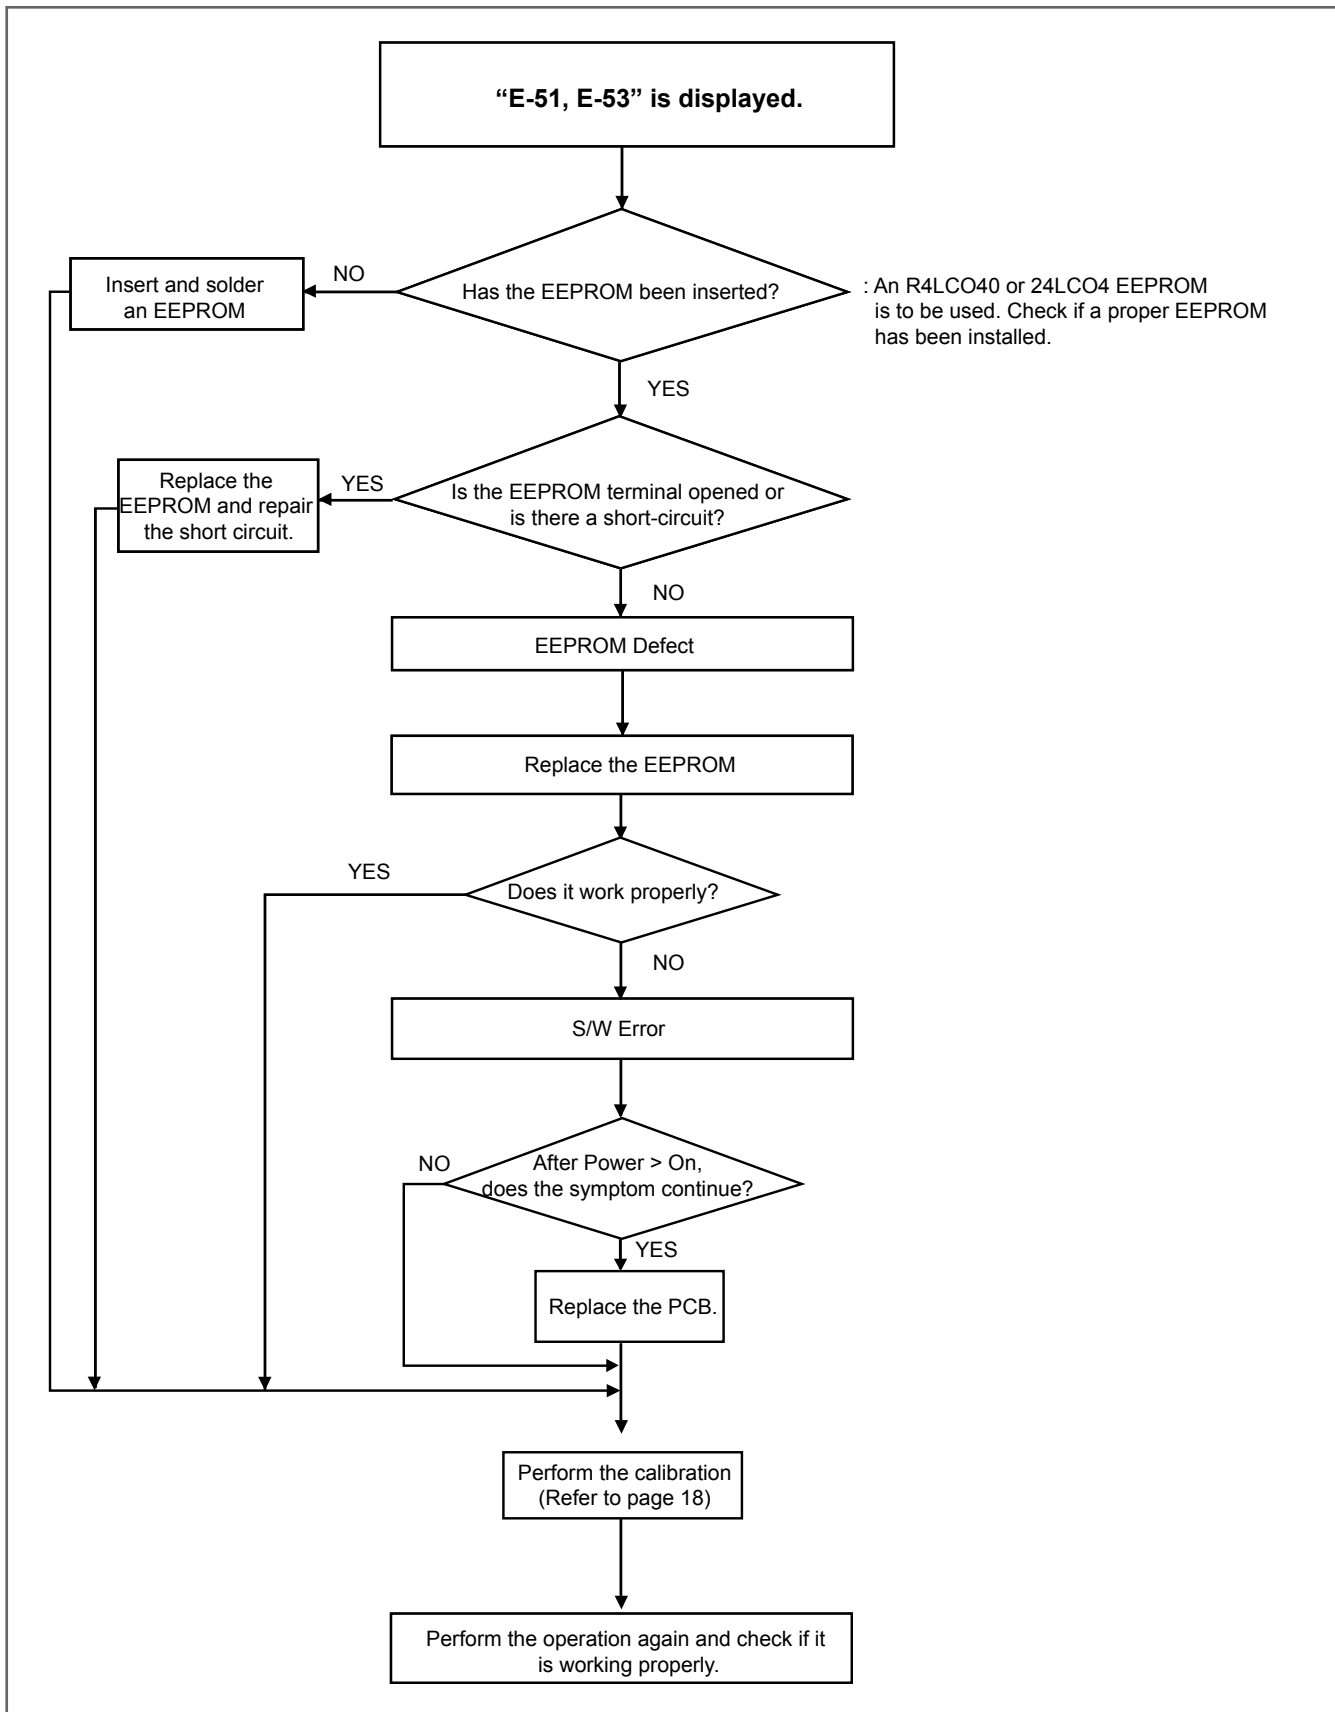 “E-51, E-53” is displayed.
NO
Insert and solder
an EEPROM
Has the EEPROM been inserted?
: An R4LCO40 or 24LCO4 EEPROM
is to be used. Check if a proper EEPROM
has been installed.
YES
Replace the
EEPROM and repair
the short circuit.
YES
Is the EEPROM terminal opened or
is there a short-circuit?
NO
EEPROM Defect
Replace the EEPROM
YES
Does it work properly?
NO
S/W Error
NO
After Power > On,
does the symptom continue?
YES
Replace the PCB.
Perform the calibration
(Refer to page 18)
Perform the operation again and check if it
is working properly.